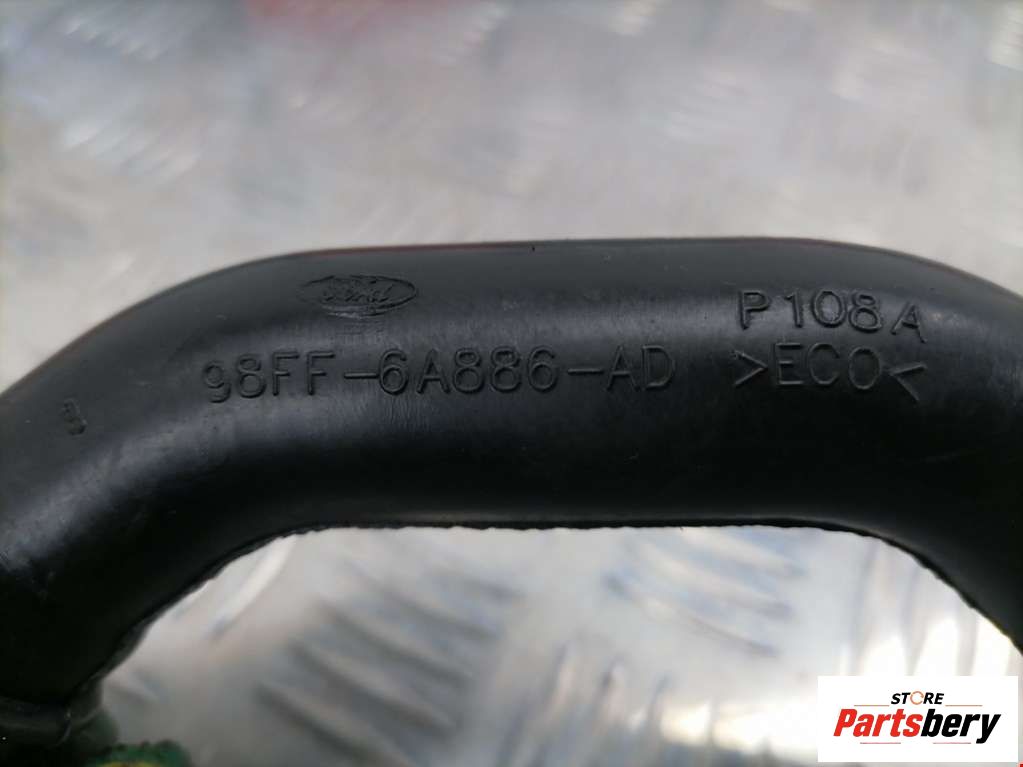 Ford
P108A
98FF-6A886-AD >ECO<
STORE
Partsbery